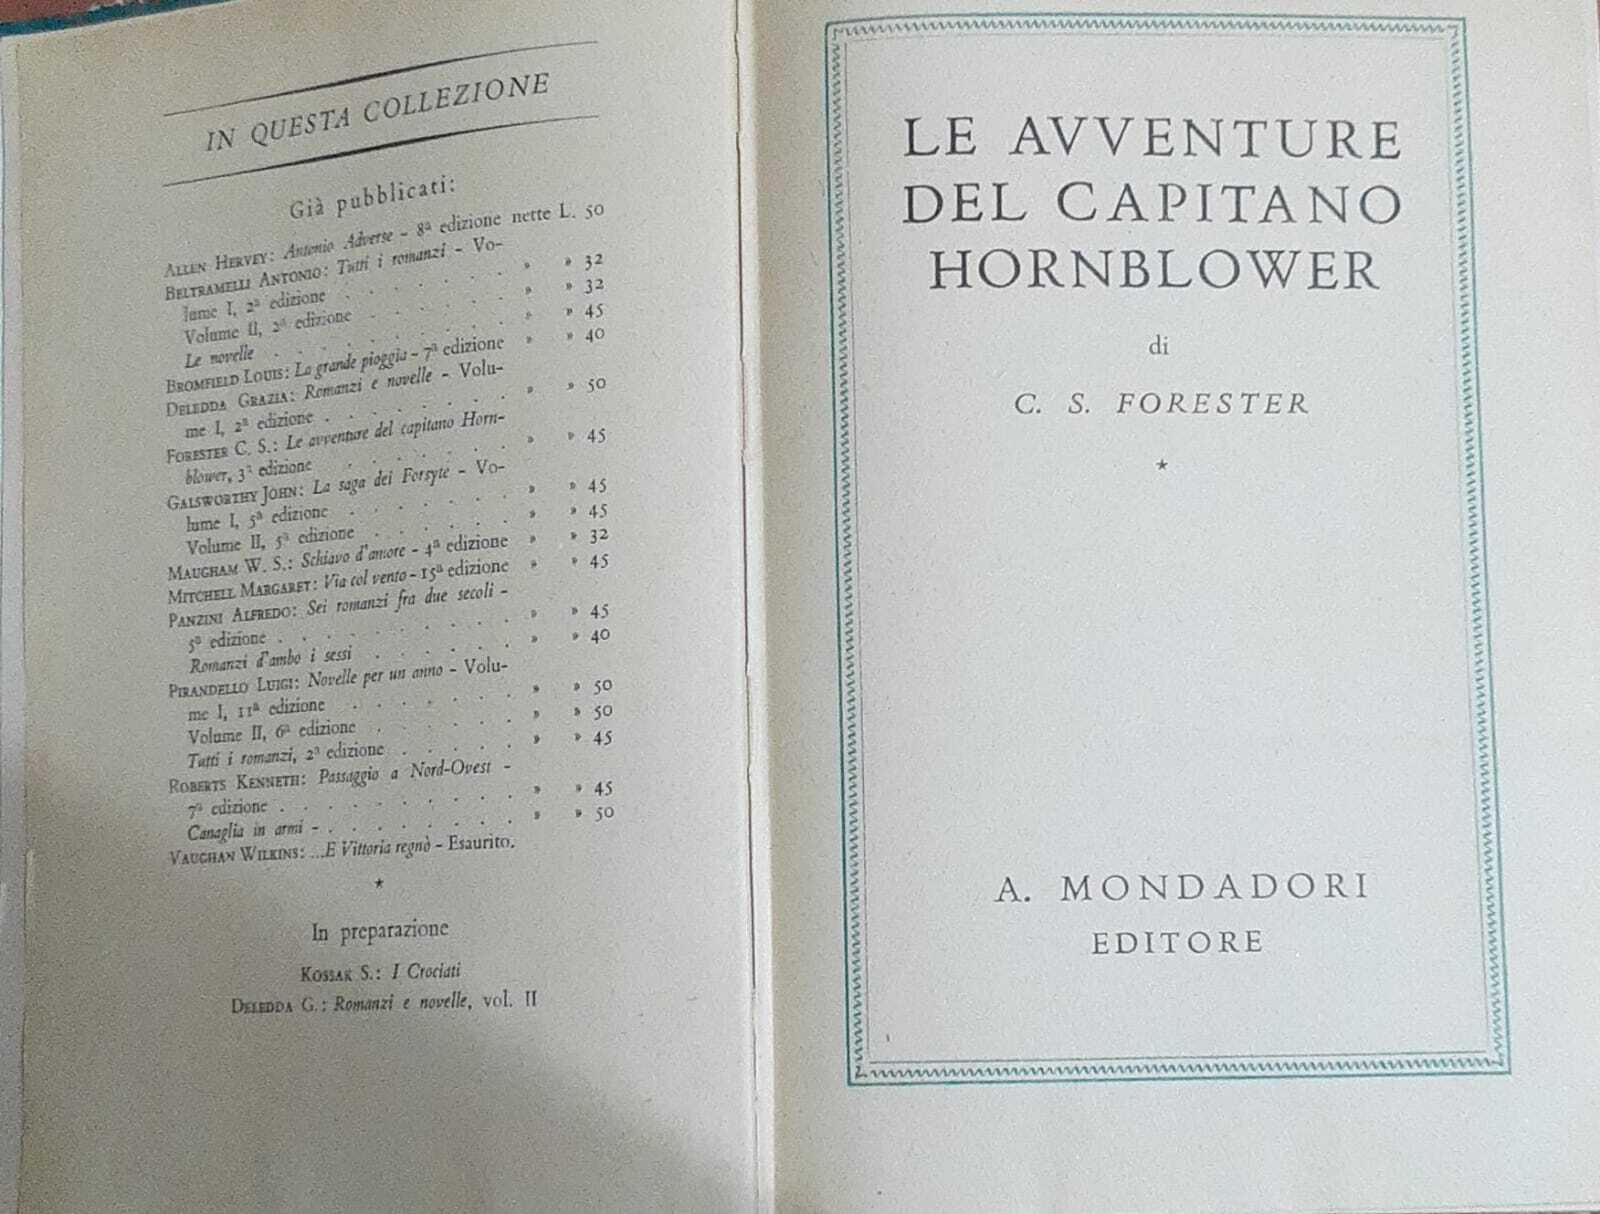 IN QUESTA COLLEZIONE
Già pubblicati:
ALLEN HERVEY: Antonio Adverse - 8ª edizione nette L. 50
BELTRAMELLI ANTONIO: Tutti i romanzi - Vo-
lume I, 2ª edizione . . . . . . . » » 32
Volume II, 2ª edizione . . . . . . » » 32
Le novelle . . . . . . . . . » » 45
BROMFIELD LOUIS: La grande pioggia - 7ª edizione » » 40
DELEDDA GRAZIA: Romanzi e novelle - Volu-
me I, 2ª edizione . . . . . . . . » » 50
FORESTER C. S.: Le avventure del capitano Horn-
blower, 3ª edizione . . . . . . . » » 45
GALSWORTHY JOHN: La saga dei Forsyte - Vo-
lume I, 5ª edizione . . . . . . . » » 45
Volume II, 5ª edizione . . . . . . » » 45
MAUGHAM W. S.: Schiavo d'amore - 4ª edizione » » 32
MITCHELL MARGARET: Via col vento - 15ª edizione » » 45
PANZINI ALFREDO: Sei romanzi fra due secoli -
5ª edizione . . . . . . . . . . » » 45
Romanzi d'ambo i sessi . . . . . . » » 40
PIRANDELLO LUIGI: Novelle per un anno - Volu-
me I, 11ª edizione . . . . . . . » » 50
Volume II, 6ª edizione . . . . . . » » 50
Tutti i romanzi, 2ª edizione . . . . . » » 45
ROBERTS KENNETH: Passaggio a Nord-Ovest -
7ª edizione . . . . . . . . . . » » 45
Canaglia in armi - . . . . . . . . » » 50
VAUGHAN WILKINS: ...E Vittoria regnò - Esaurito.
*
In preparazione
KOSSAK S.: I Crociati
DELEDDA G.: Romanzi e novelle, vol. II
LE AVVENTURE
DEL CAPITANO
HORNBLOWER
di
C. S. FORESTER
*
A. MONDADORI
EDITORE